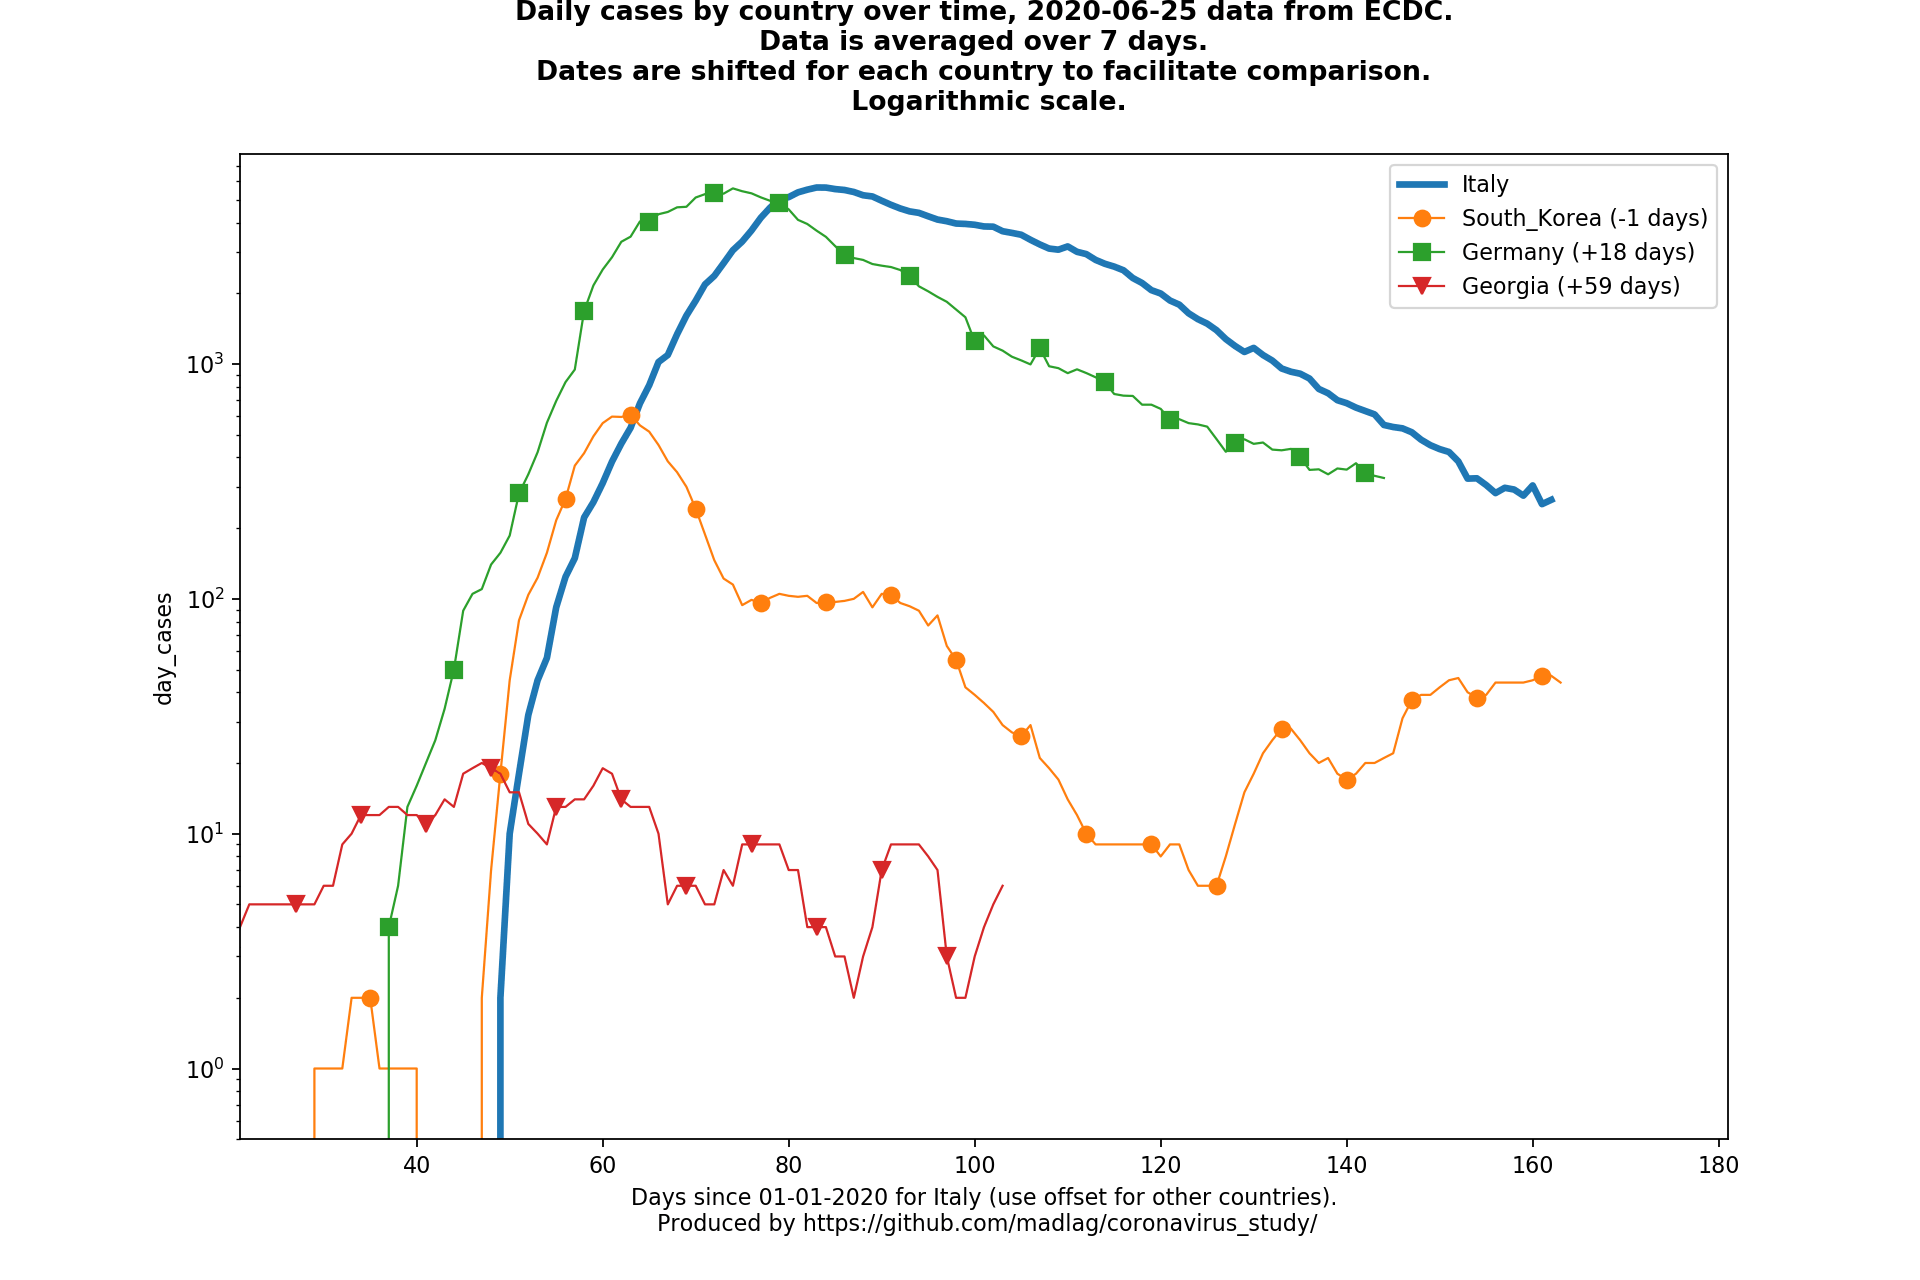 Daily cases by country over time, 2020-06-25 data from ECDC.
Data is averaged over 7 days.
Dates are shifted for each country to facilitate comparison.
Logarithmic scale.
Italy
South_Korea (-1 days)
Germany (+18 days)
Georgia (+59 days)
day_cases
10³
10²
10¹
10⁰
40 60 80 100 120 140 160 180
Days since 01-01-2020 for Italy (use offset for other countries).
Produced by https://github.com/madlag/coronavirus_study/